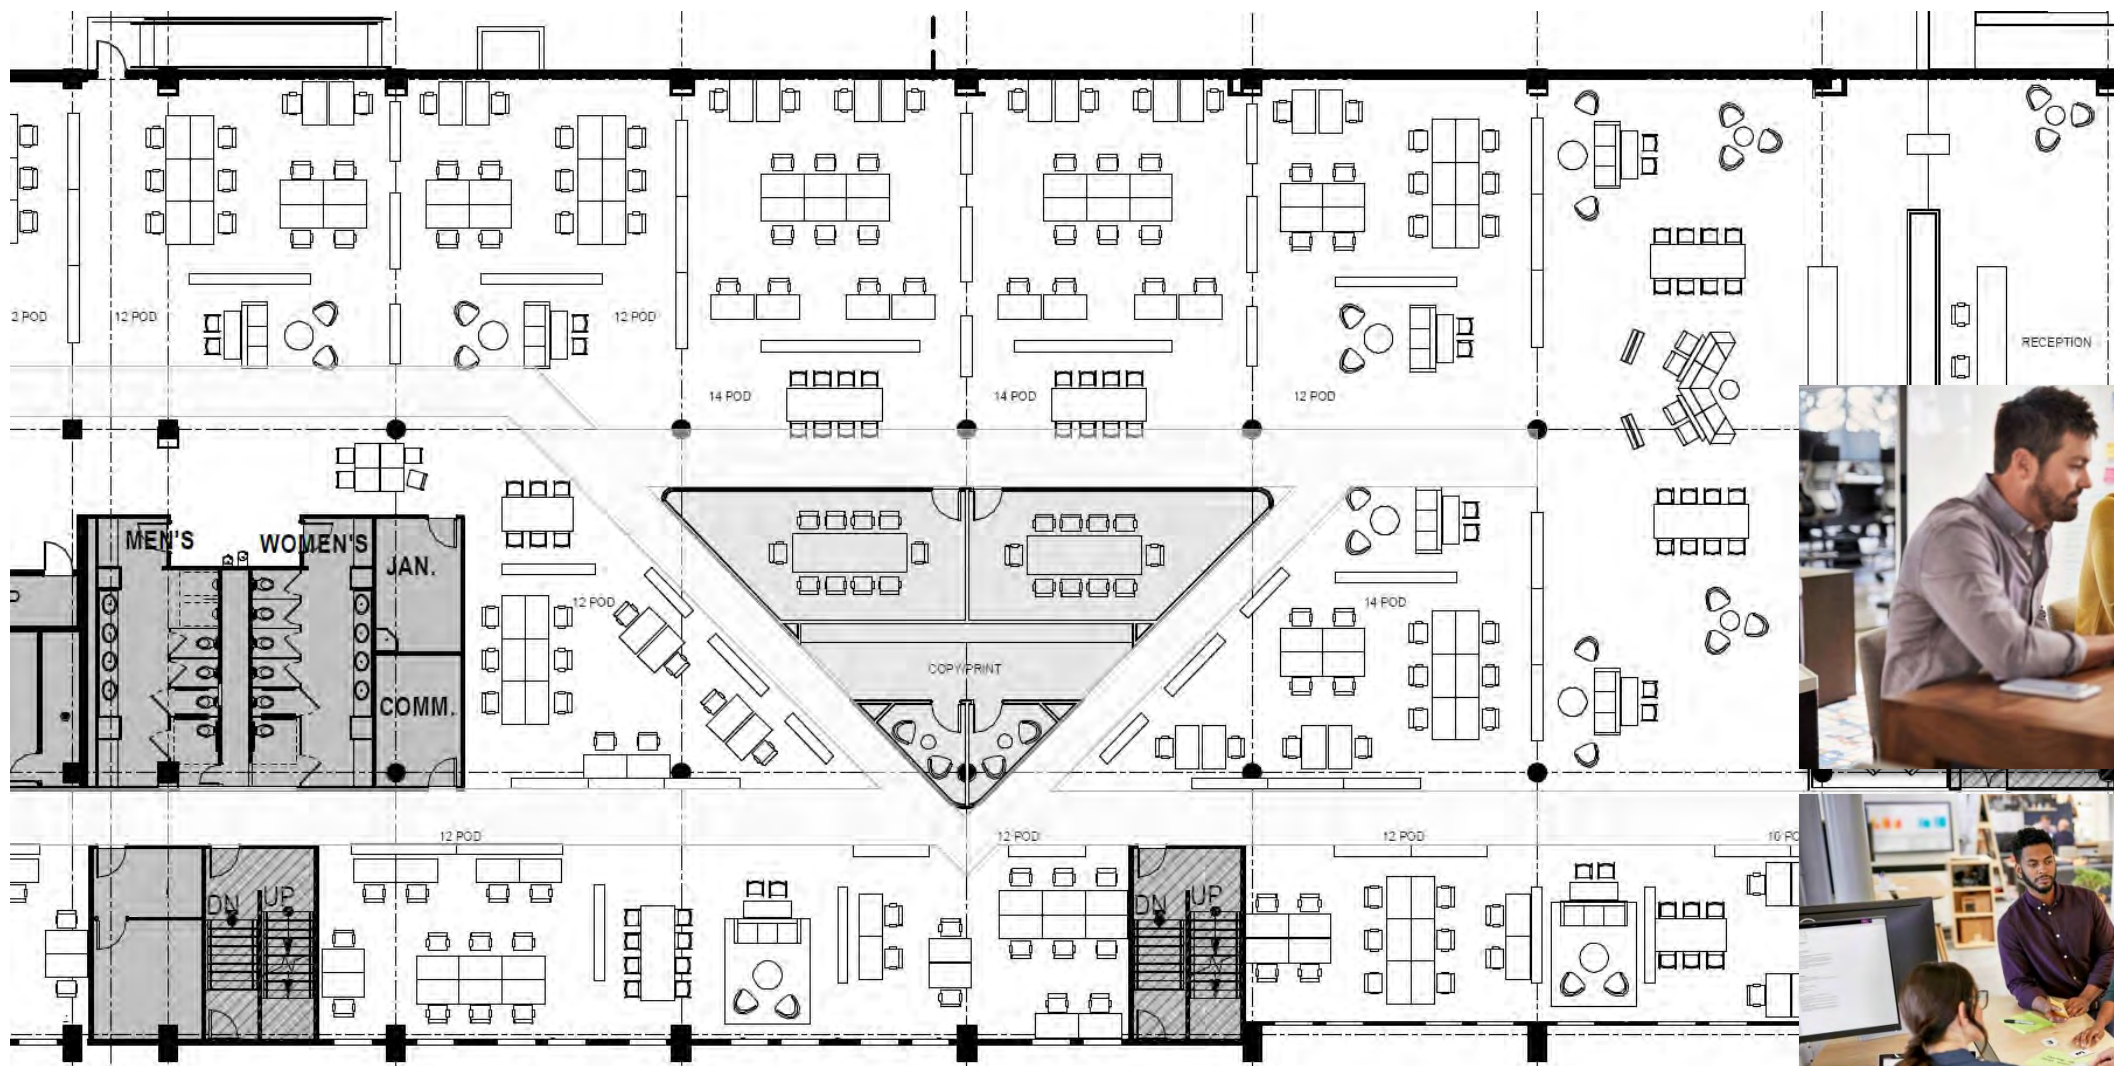 2 POD
12 POD
12 POD
14 POD
14 POD
12 POD
RECEPTION
MEN'S
WOMEN'S
JAN.
COMM.
12 POD
14 POD
COPY/PRINT
12 POD
12 POD
12 POD
DN
UP
DN
UP